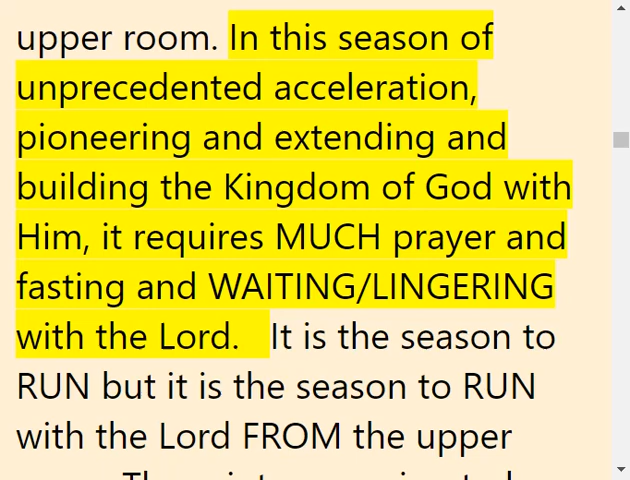 upper room. In this season of
unprecedented acceleration,
pioneering and extending and
building the Kingdom of God with
Him, it requires MUCH prayer and
fasting and WAITING/LINGERING
with the Lord. It is the season to
RUN but it is the season to RUN
with the Lord FROM the upper